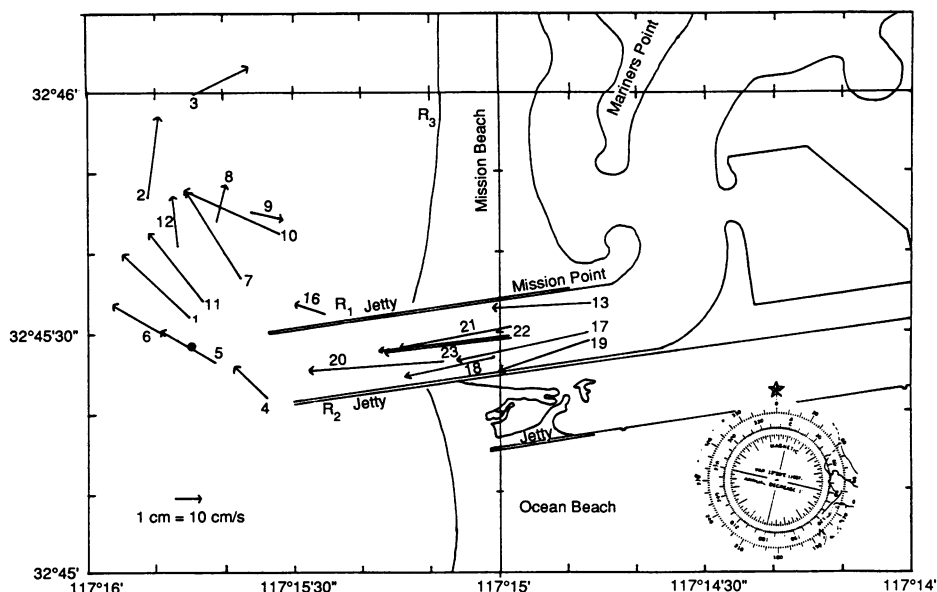 32°46'
3
R3
Mission Beach
Mariners Point
2
8
9
12
10
7
11
1
16
R1 Jetty
Mission Point
13
32°45'30"
6
5
21
22
17
23
19
20
18
4
R2 Jetty
Jetty
MAGNETIC
1 cm = 10 cm/s
Ocean Beach
32°45'
117°16'
117°15'30"
117°15'
117°14'30"
117°14'